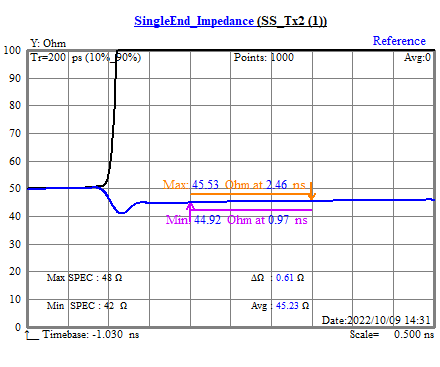 SingleEnd_Impedance (SS_Tx2 (1))
Y: Ohm Reference
Tr=200 ps (10%_90%) Points: 1000 Avg:0
100
90
80
70
60
50
40
30
20
10
0
Max: 45.53 Ohm at 2.46 ns
Min: 44.92 Ohm at 0.97 ns
Max SPEC : 48 Ω ΔΩ : 0.61 Ω
Min SPEC : 42 Ω Avg : 45.23 Ω
Date:2022/10/09 14:31
Timebase: -1.030 ns Scale= 0.500 ns